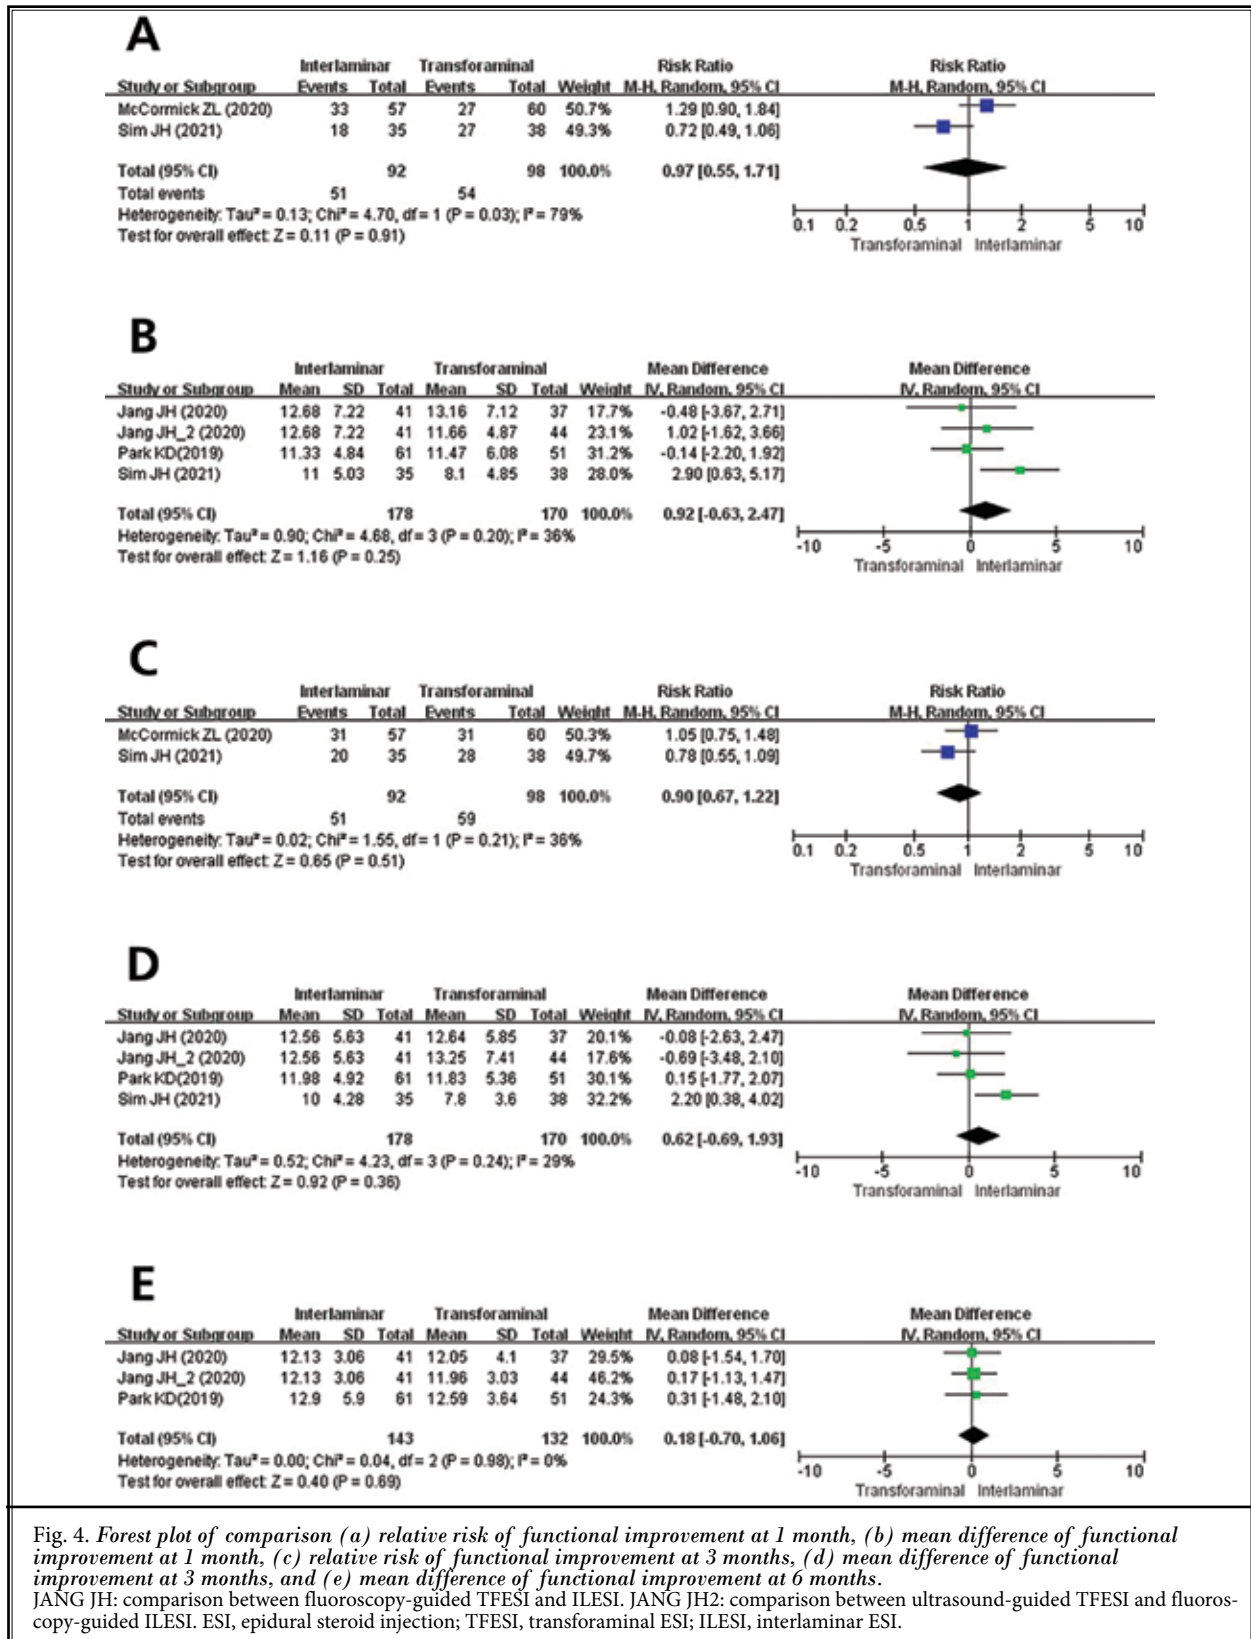 A
Interlaminar Transforaminal Risk Ratio Risk Ratio
Study or Subgroup Events Total Events Total Weight M-H, Random, 95% CI M-H, Random, 95% CI
McCormick ZL (2020) 33 57 27 60 50.7% 1.29 [0.90, 1.84]
Sim JH (2021) 18 35 27 38 49.3% 0.72 [0.49, 1.06]
Total (95% CI) 92 98 100.0% 0.97 [0.55, 1.71]
Total events 51 54
Heterogeneity: Tau² = 0.13; Chi² = 4.70, df = 1 (P = 0.03); I² = 79%
Test for overall effect: Z = 0.11 (P = 0.91)
0.1 0.2 0.5 1 2 5 10
Transforaminal Interlaminar
B
Interlaminar Transforaminal Mean Difference Mean Difference
Study or Subgroup Mean SD Total Mean SD Total Weight IV, Random, 95% CI IV, Random, 95% CI
Jang JH (2020) 12.68 7.22 41 13.16 7.12 37 17.7% -0.48 [-3.67, 2.71]
Jang JH_2 (2020) 12.68 7.22 41 11.66 4.87 44 23.1% 1.02 [-1.62, 3.66]
Park KD(2019) 11.33 4.84 61 11.47 6.08 51 31.2% -0.14 [-2.20, 1.92]
Sim JH (2021) 11 5.03 35 8.1 4.85 38 28.0% 2.90 [0.63, 5.17]
Total (95% CI) 178 170 100.0% 0.92 [-0.63, 2.47]
Heterogeneity: Tau² = 0.90; Chi² = 4.68, df = 3 (P = 0.20); I² = 36%
Test for overall effect: Z = 1.16 (P = 0.25)
-10 -5 0 5 10
Transforaminal Interlaminar
C
Interlaminar Transforaminal Risk Ratio Risk Ratio
Study or Subgroup Events Total Events Total Weight M-H, Random, 95% CI M-H, Random, 95% CI
McCormick ZL (2020) 31 57 31 60 50.3% 1.05 [0.75, 1.48]
Sim JH (2021) 20 35 28 38 49.7% 0.78 [0.55, 1.09]
Total (95% CI) 92 98 100.0% 0.90 [0.67, 1.22]
Total events 51 59
Heterogeneity: Tau² = 0.02; Chi² = 1.55, df = 1 (P = 0.21); I² = 36%
Test for overall effect: Z = 0.65 (P = 0.51)
0.1 0.2 0.5 1 2 5 10
Transforaminal Interlaminar
D
Interlaminar Transforaminal Mean Difference Mean Difference
Study or Subgroup Mean SD Total Mean SD Total Weight IV, Random, 95% CI IV, Random, 95% CI
Jang JH (2020) 12.56 5.63 41 12.64 5.85 37 20.1% -0.08 [-2.63, 2.47]
Jang JH_2 (2020) 12.56 5.63 41 13.25 7.41 44 17.6% -0.69 [-3.48, 2.10]
Park KD(2019) 11.98 4.92 61 11.83 5.36 51 30.1% 0.15 [-1.77, 2.07]
Sim JH (2021) 10 4.28 35 7.8 3.6 38 32.2% 2.20 [0.38, 4.02]
Total (95% CI) 178 170 100.0% 0.62 [-0.69, 1.93]
Heterogeneity: Tau² = 0.52; Chi² = 4.23, df = 3 (P = 0.24); I² = 29%
Test for overall effect: Z = 0.92 (P = 0.36)
-10 -5 0 5 10
Transforaminal Interlaminar
E
Interlaminar Transforaminal Mean Difference Mean Difference
Study or Subgroup Mean SD Total Mean SD Total Weight IV, Random, 95% CI IV, Random, 95% CI
Jang JH (2020) 12.13 3.06 41 12.05 4.1 37 29.5% 0.08 [-1.54, 1.70]
Jang JH_2 (2020) 12.13 3.06 41 11.96 3.03 44 46.2% 0.17 [-1.13, 1.47]
Park KD(2019) 12.9 5.9 61 12.59 3.64 51 24.3% 0.31 [-1.48, 2.10]
Total (95% CI) 143 132 100.0% 0.18 [-0.70, 1.06]
Heterogeneity: Tau² = 0.00; Chi² = 0.04, df = 2 (P = 0.98); I² = 0%
Test for overall effect: Z = 0.40 (P = 0.69)
-10 -5 0 5 10
Transforaminal Interlaminar
Fig. 4. Forest plot of comparison (a) relative risk of functional improvement at 1 month, (b) mean difference of functional
improvement at 1 month, (c) relative risk of functional improvement at 3 months, (d) mean difference of functional
improvement at 3 months, and (e) mean difference of functional improvement at 6 months.
JANG JH: comparison between fluoroscopy-guided TFESI and ILESI. JANG JH2: comparison between ultrasound-guided TFESI and fluoros-
copy-guided ILESI. ESI, epidural steroid injection; TFESI, transforaminal ESI; ILESI, interlaminar ESI.